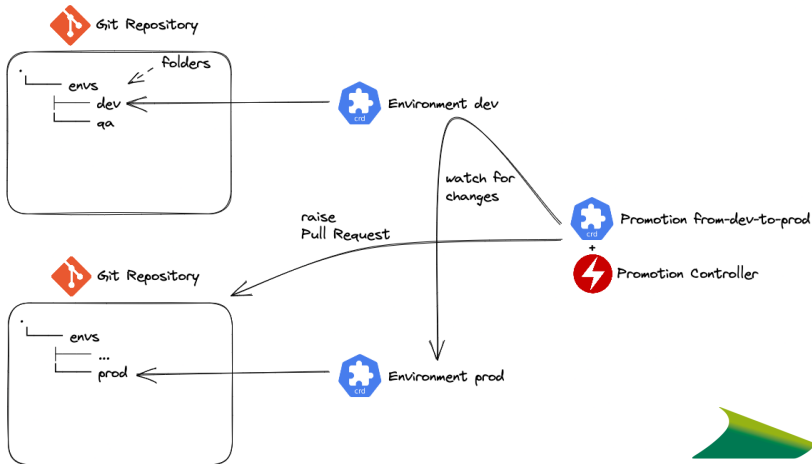 Git Repository
folders
.
envs
dev
qa
crd
Environment dev
watch for
changes
raise
Pull Request
crd
Promotion from-dev-to-prod
+
Promotion Controller
Git Repository
.
envs
...
prod
crd
Environment prod